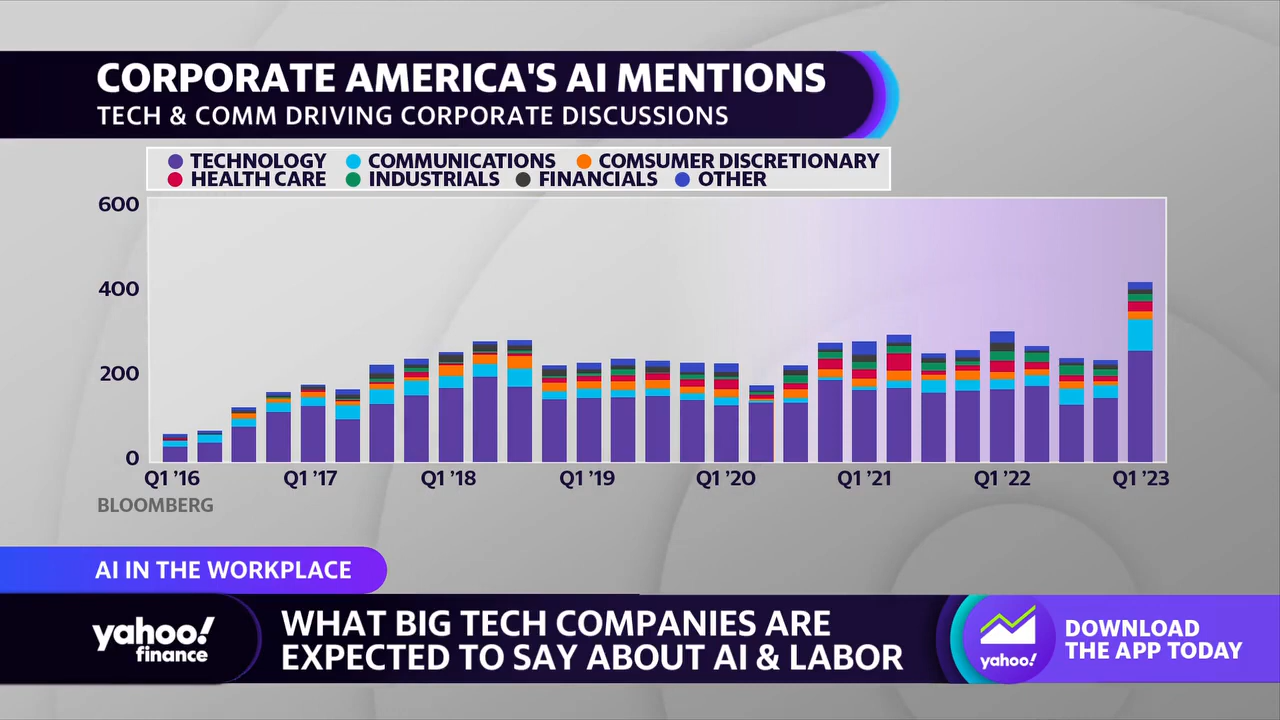 CORPORATE AMERICA'S AI MENTIONS
TECH & COMM DRIVING CORPORATE DISCUSSIONS
TECHNOLOGY COMMUNICATIONS COMSUMER DISCRETIONARY
HEALTH CARE INDUSTRIALS FINANCIALS OTHER
600
400
200
0
Q1 '16 Q1 '17 Q1 '18 Q1 '19 Q1 '20 Q1 '21 Q1 '22 Q1 '23
BLOOMBERG
AI IN THE WORKPLACE
yahoo!
finance
WHAT BIG TECH COMPANIES ARE
EXPECTED TO SAY ABOUT AI & LABOR
yahoo!
DOWNLOAD
THE APP TODAY